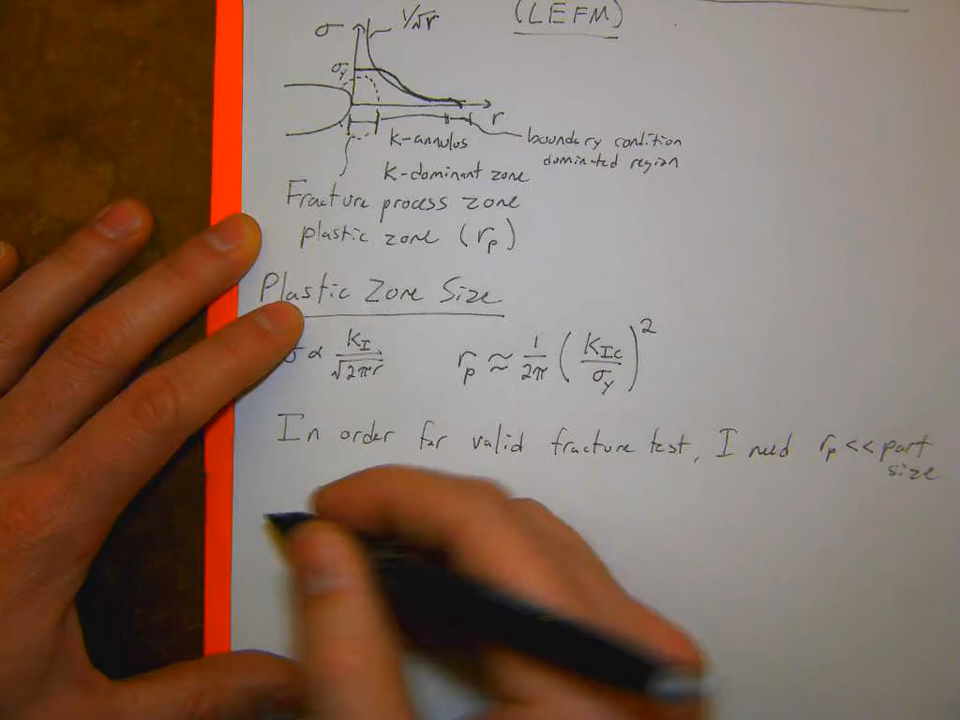 (LEFM)
σ 1/√r
σy
r
K-annulus
boundary condition
dominated region
K-dominant zone
Fracture process zone
plastic zone (rp)
Plastic Zone Size
σ ∝ KI/√2πr rp ≈ 1/2π (KIc/σy)²
In order for valid fracture test, I need rp << part
size